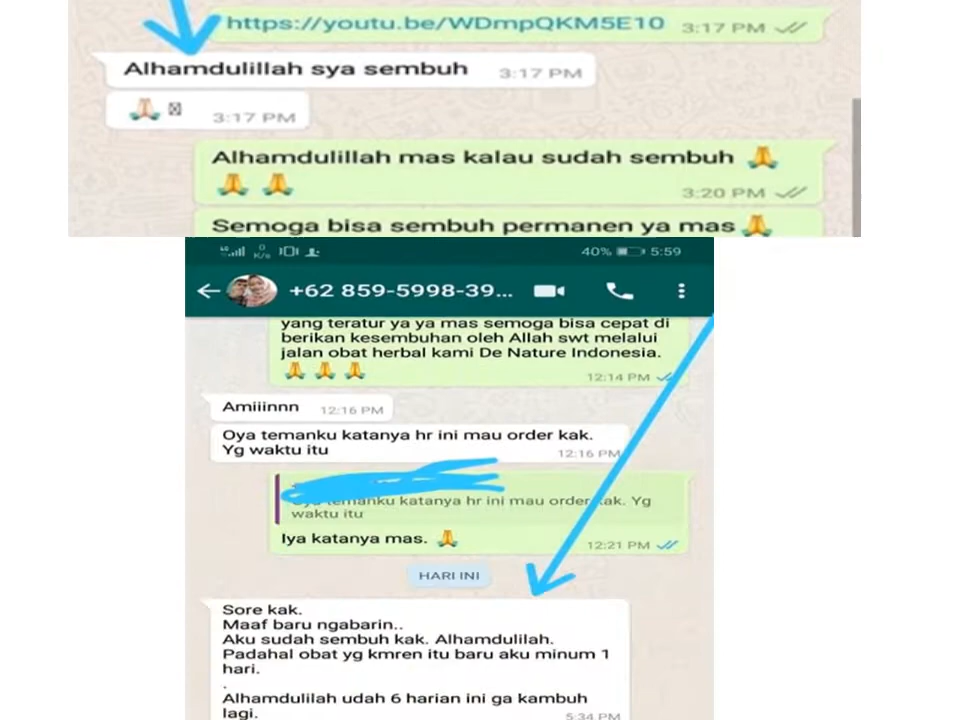 https://youtu.be/WDmpQKM5E10 3:17 PM
Alhamdulillah sya sembuh 3:17 PM
3:17 PM
Alhamdulillah mas kalau sudah sembuh
3:20 PM
Semoga bisa sembuh permanen ya mas
0 K/s 40% 5:59
+62 859-5998-39...
yang teratur ya ya mas semoga bisa cepat di
berikan kesembuhan oleh Allah swt melalui
jalan obat herbal kami De Nature Indonesia.
12:14 PM
Amiiinnn 12:16 PM
Oya temanku katanya hr ini mau order kak.
Yg waktu itu 12:16 PM
Oya temanku katanya hr ini mau order kak. Yg
waktu itu
Iya katanya mas. 12:21 PM
HARI INI
Sore kak.
Maaf baru ngabarin..
Aku sudah sembuh kak. Alhamdulilah.
Padahal obat yg kmren itu baru aku minum 1
hari.
.
Alhamdulilah udah 6 harian ini ga kambuh
lagi. 5:34 PM